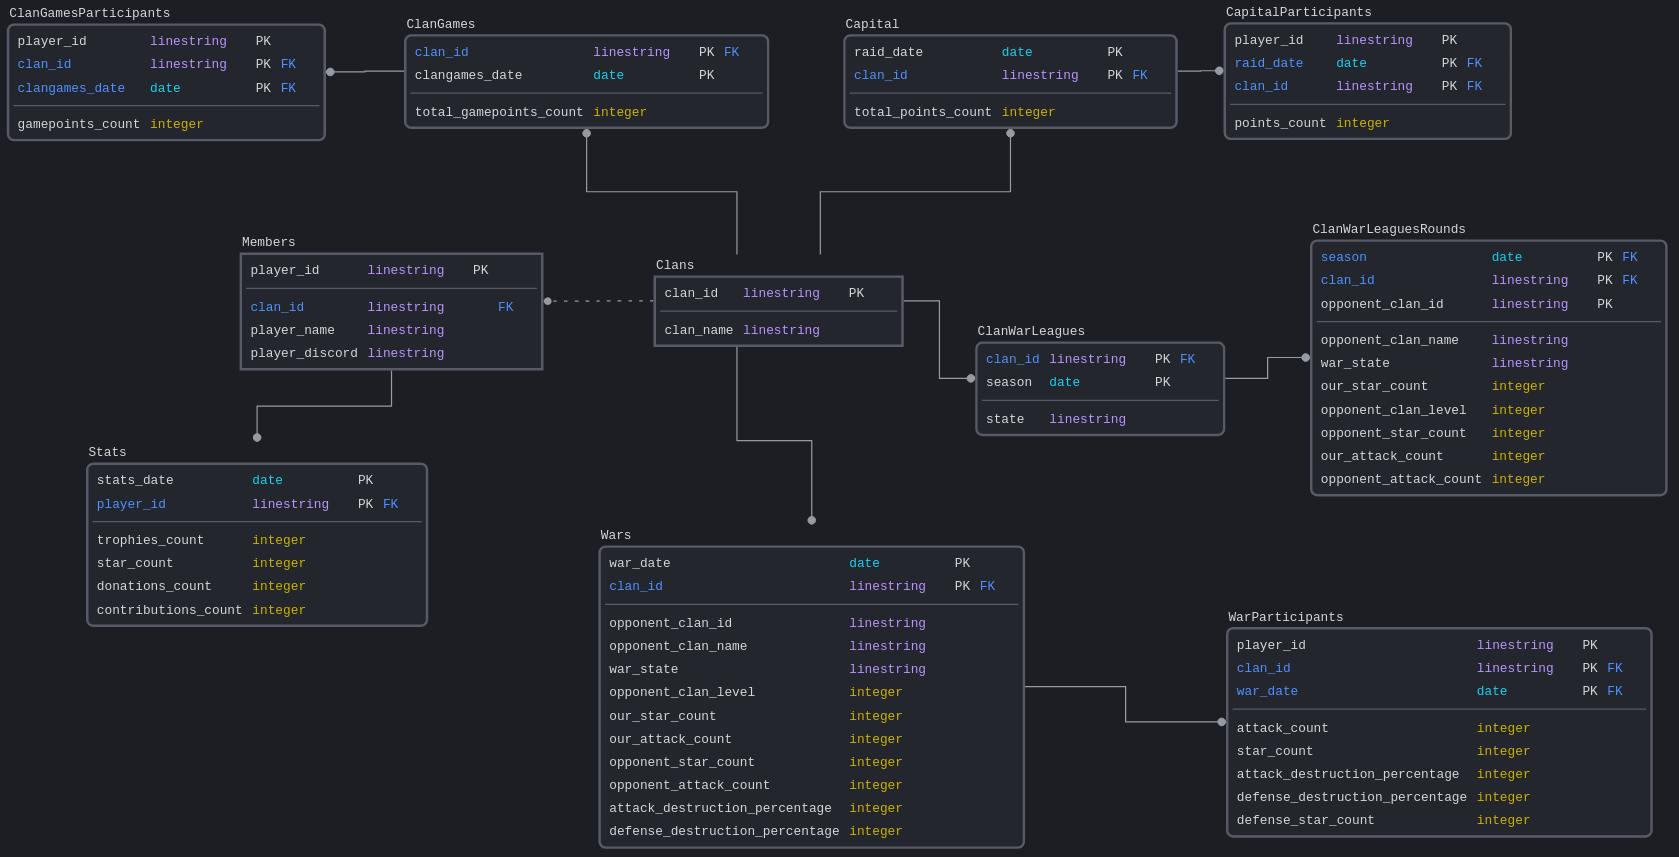 ClanGamesParticipants
player_id linestring PK
clan_id linestring PK FK
clangames_date date PK FK
gamepoints_count integer
ClanGames
clan_id linestring PK FK
clangames_date date PK
total_gamepoints_count integer
Capital
raid_date date PK
clan_id linestring PK FK
total_points_count integer
CapitalParticipants
player_id linestring PK
raid_date date PK FK
clan_id linestring PK FK
points_count integer
Members
player_id linestring PK
clan_id linestring FK
player_name linestring
player_discord linestring
Clans
clan_id linestring PK
clan_name linestring
ClanWarLeagues
clan_id linestring PK FK
season date PK
state linestring
ClanWarLeaguesRounds
season date PK FK
clan_id linestring PK FK
opponent_clan_id linestring PK
opponent_clan_name linestring
war_state linestring
our_star_count integer
opponent_clan_level integer
opponent_star_count integer
our_attack_count integer
opponent_attack_count integer
Stats
stats_date date PK
player_id linestring PK FK
trophies_count integer
star_count integer
donations_count integer
contributions_count integer
Wars
war_date date PK
clan_id linestring PK FK
opponent_clan_id linestring
opponent_clan_name linestring
war_state linestring
opponent_clan_level integer
our_star_count integer
our_attack_count integer
opponent_star_count integer
opponent_attack_count integer
attack_destruction_percentage integer
defense_destruction_percentage integer
WarParticipants
player_id linestring PK
clan_id linestring PK FK
war_date date PK FK
attack_count integer
star_count integer
attack_destruction_percentage integer
defense_destruction_percentage integer
defense_star_count integer